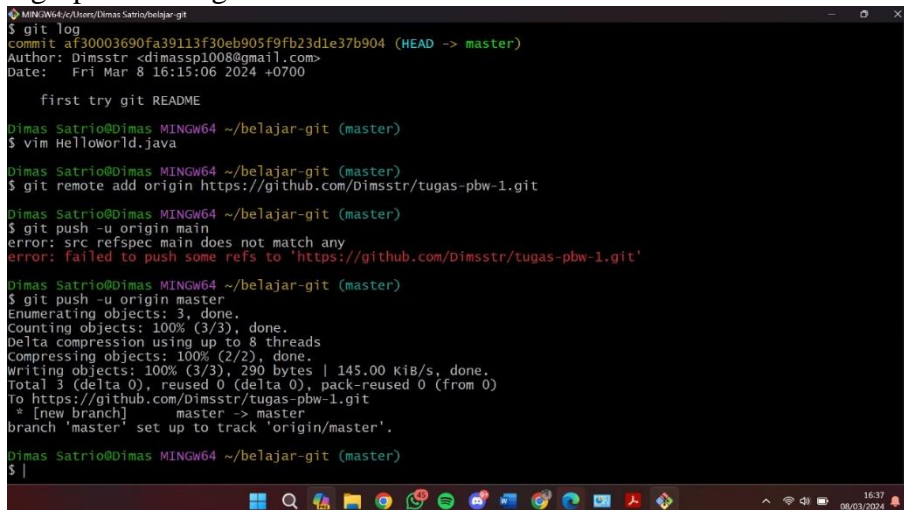 MINGW64:/c/Users/Dimas Satrio/belajar-git
$ git log
commit af30003690fa39113f30eb905f9fb23d1e37b904 (HEAD -> master)
Author: Dimsstr <dimassp1008@gmail.com>
Date:   Fri Mar 8 16:15:06 2024 +0700
first try git README
Dimas Satrio@Dimas MINGW64 ~/belajar-git (master)
$ vim HelloWorld.java
Dimas Satrio@Dimas MINGW64 ~/belajar-git (master)
$ git remote add origin https://github.com/Dimsstr/tugas-pbw-1.git
Dimas Satrio@Dimas MINGW64 ~/belajar-git (master)
$ git push -u origin main
error: src refspec main does not match any
error: failed to push some refs to 'https://github.com/Dimsstr/tugas-pbw-1.git'
Dimas Satrio@Dimas MINGW64 ~/belajar-git (master)
$ git push -u origin master
Enumerating objects: 3, done.
Counting objects: 100% (3/3), done.
Delta compression using up to 8 threads
Compressing objects: 100% (2/2), done.
Writing objects: 100% (3/3), 290 bytes | 145.00 KiB/s, done.
Total 3 (delta 0), reused 0 (delta 0), pack-reused 0 (from 0)
To https://github.com/Dimsstr/tugas-pbw-1.git
* [new branch]      master -> master
branch 'master' set up to track 'origin/master'.
Dimas Satrio@Dimas MINGW64 ~/belajar-git (master)
$
16:37
08/03/2024